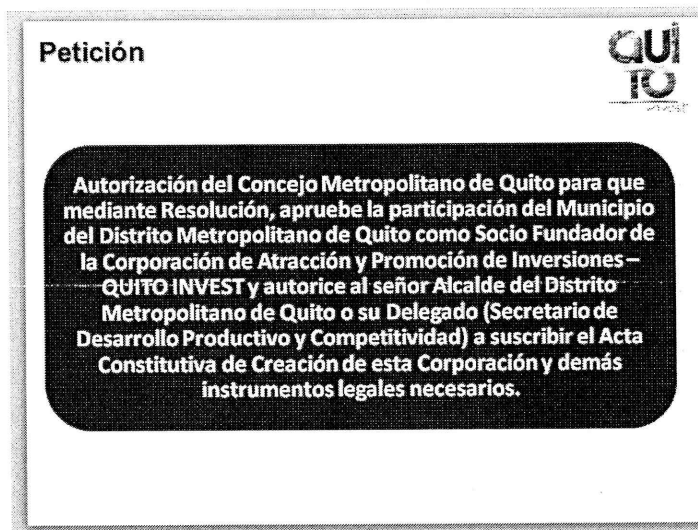 Petición
QUITO
Autorización del Concejo Metropolitano de Quito para que
mediante Resolución, apruebe la participación del Municipio
del Distrito Metropolitano de Quito como Socio Fundador de
la Corporación de Atracción y Promoción de Inversiones –
QUITO INVEST y autorice al señor Alcalde del Distrito
Metropolitano de Quito o su Delegado (Secretario de
Desarrollo Productivo y Competitividad) a suscribir el Acta
Constitutiva de Creación de esta Corporación y demás
instrumentos legales necesarios.